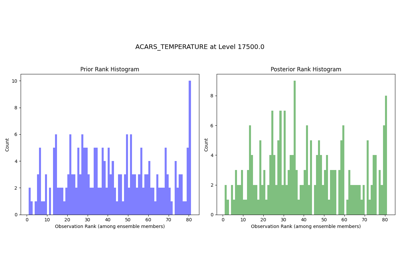 ACARS_TEMPERATURE at Level 17500.0
Prior Rank Histogram
Posterior Rank Histogram
Count
10
8
6
4
2
0
0 10 20 30 40 50 60 70 80
Observation Rank (among ensemble members)
Count
8
6
4
2
0
0 10 20 30 40 50 60 70 80
Observation Rank (among ensemble members)